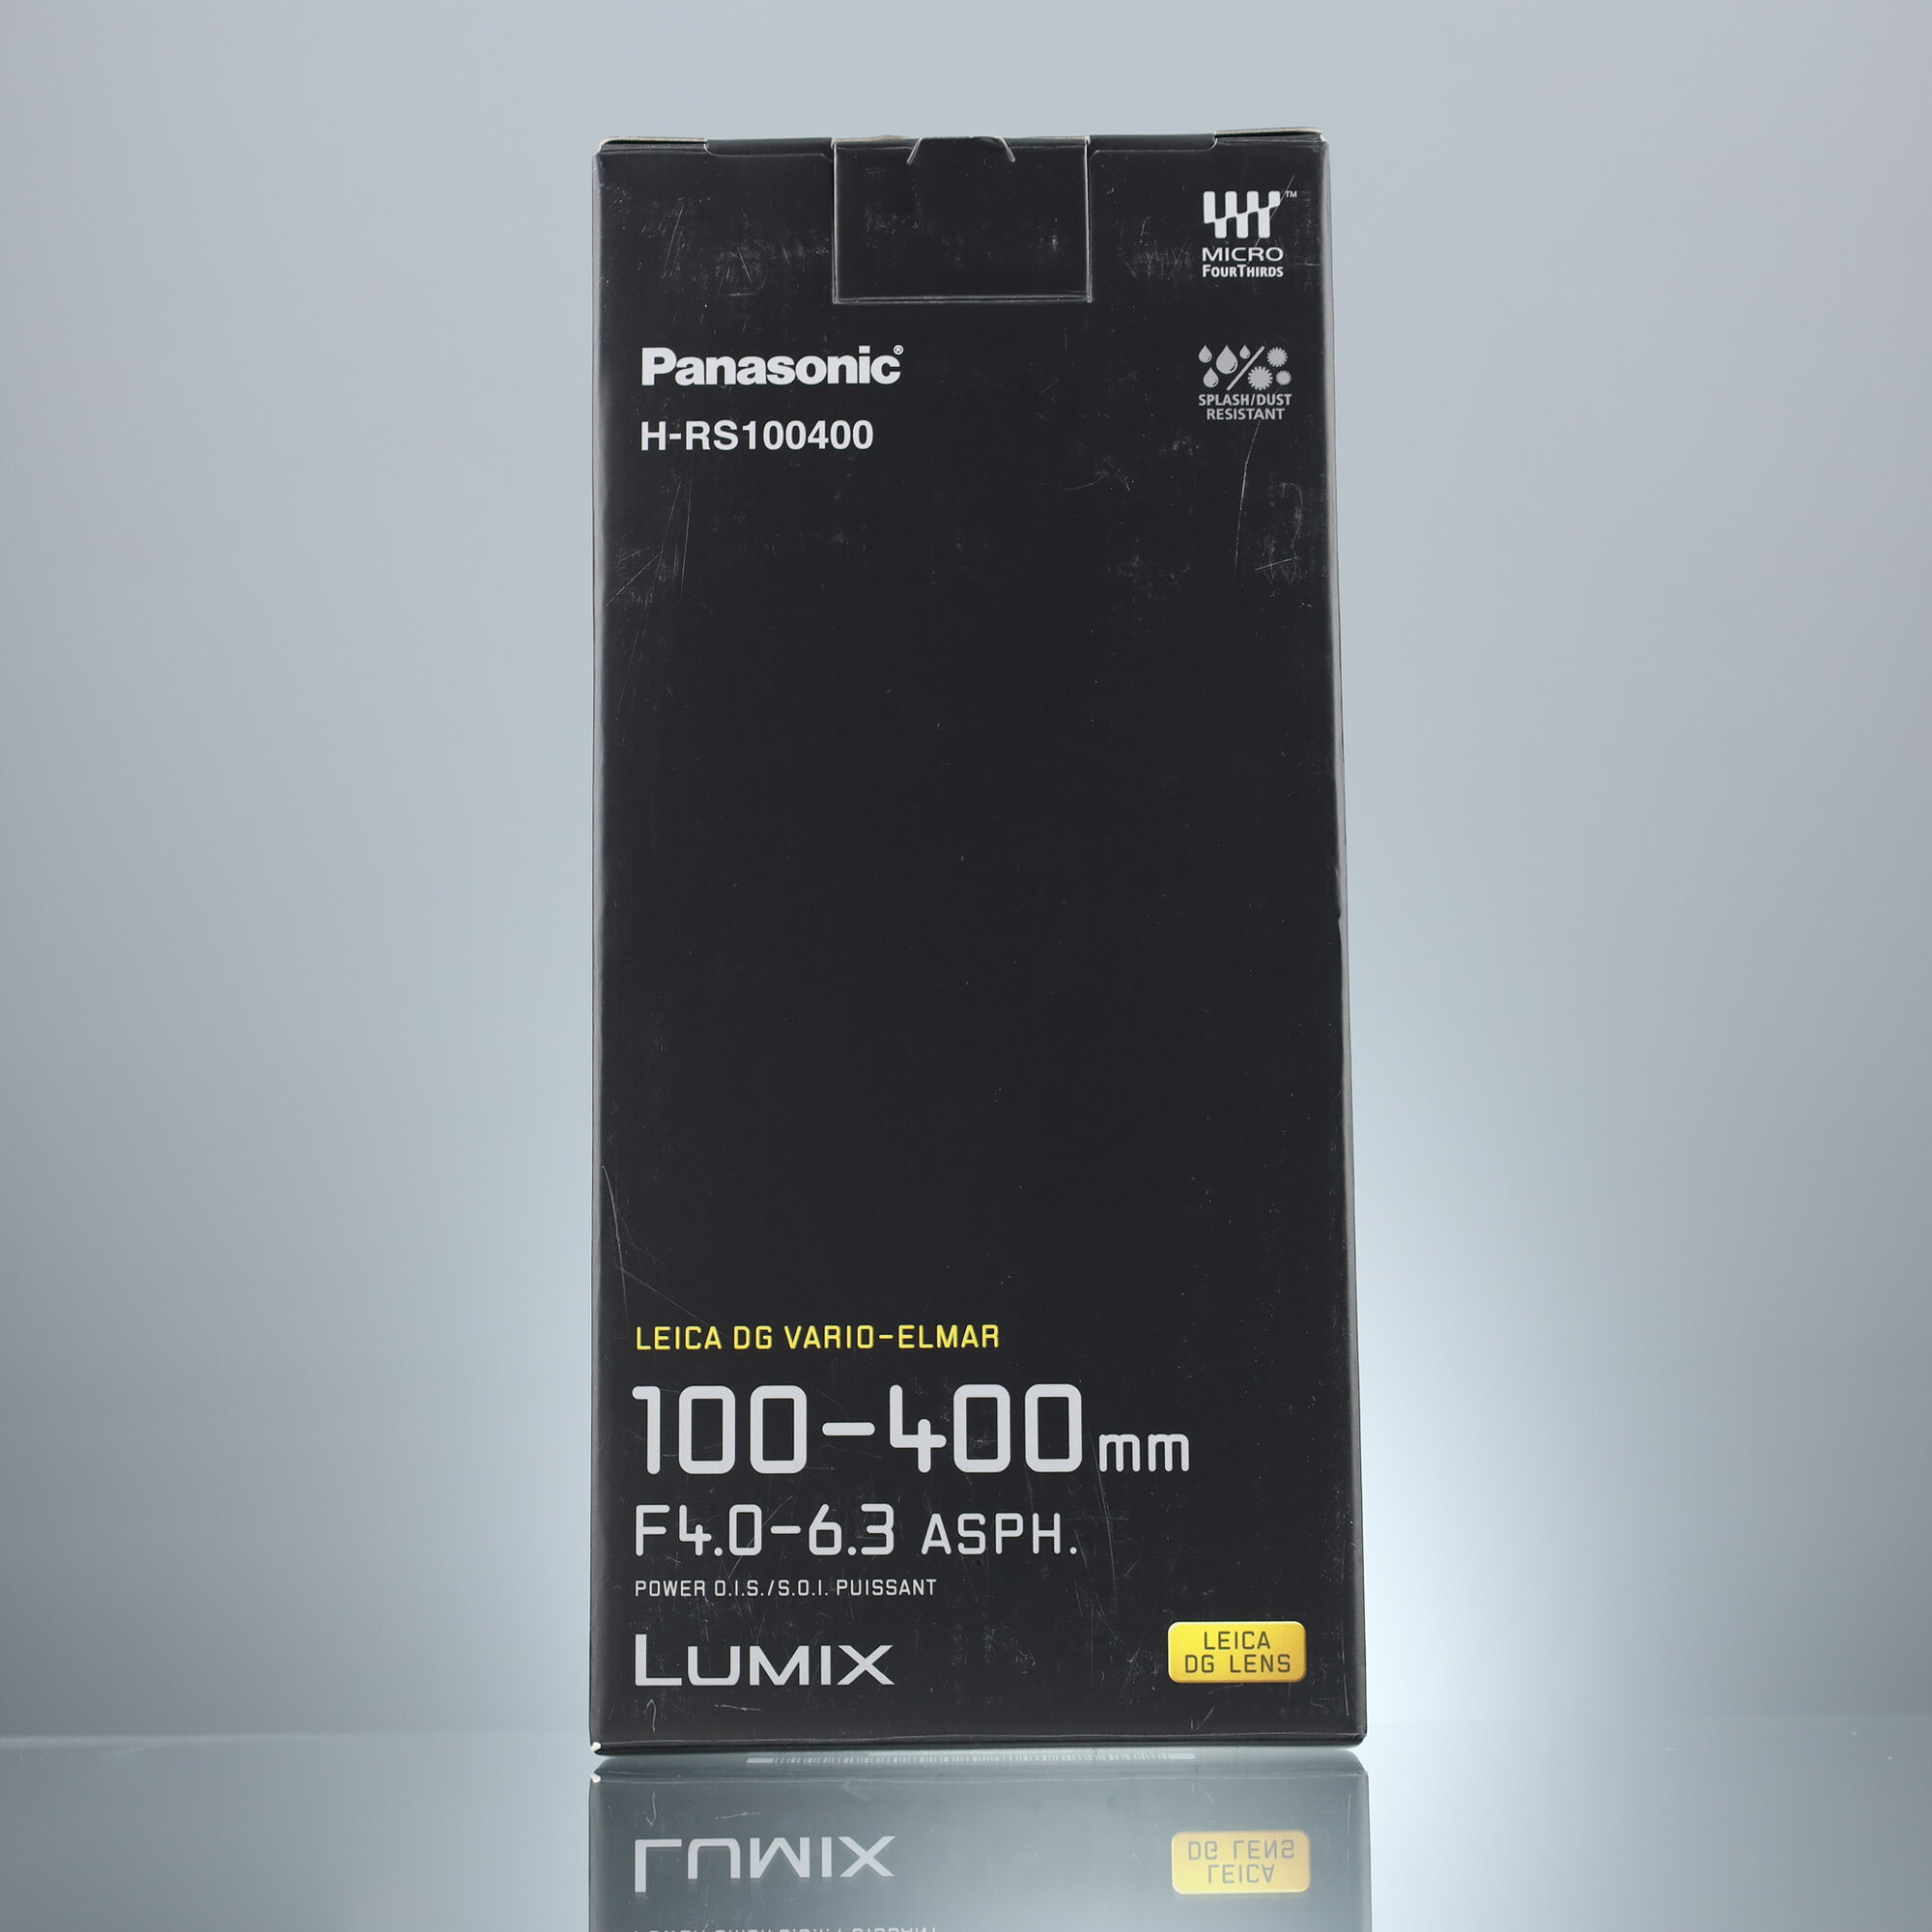 MICRO
FOURTHIRDS
™
Panasonic®
SPLASH/DUST
RESISTANT
H-RS100400
LEICA DG VARIO-ELMAR
100-400mm
F4.0-6.3 ASPH.
POWER O.I.S./S.O.I. PUISSANT
LUMIX
LEICA
DG LENS